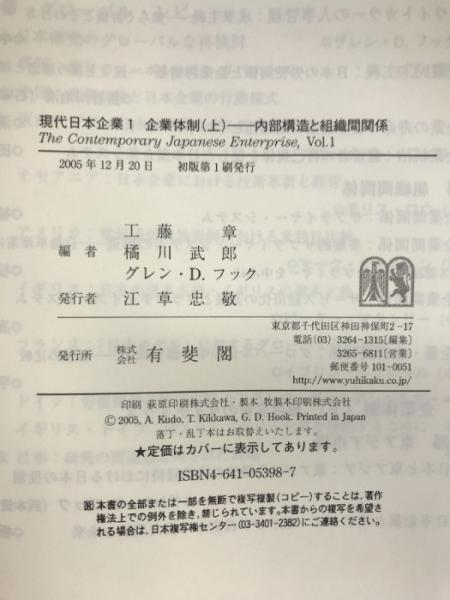 現代日本企業1 企業体制(上)——内部構造と組織間関係
The Contemporary Japanese Enterprise, Vol.1
2005年12月20日 初版第1刷発行
編者 工藤 章
橘川武郎
グレン・D. フック
発行者 江草忠敬
発行所 株式会社 有斐閣
東京都千代田区神田神保町2-17
電話(03) 3264-1315[編集]
3265-6811[営業]
郵便番号 101-0051
http://www.yuhikaku.co.jp/
印刷 萩原印刷株式会社・製本 牧製本印刷株式会社
©2005, A. Kudo, T. Kikkawa, G. D. Hook. Printed in Japan
落丁・乱丁本はお取替えいたします。
★定価はカバーに表示してあります。
ISBN4-641-05398-7
R 本書の全部または一部を無断で複写複製(コピー)することは,著作
権法上での例外を除き,禁じられています。本書からの複写を希望さ
れる場合は,日本複写権センター(03-3401-2382)にご連絡ください。